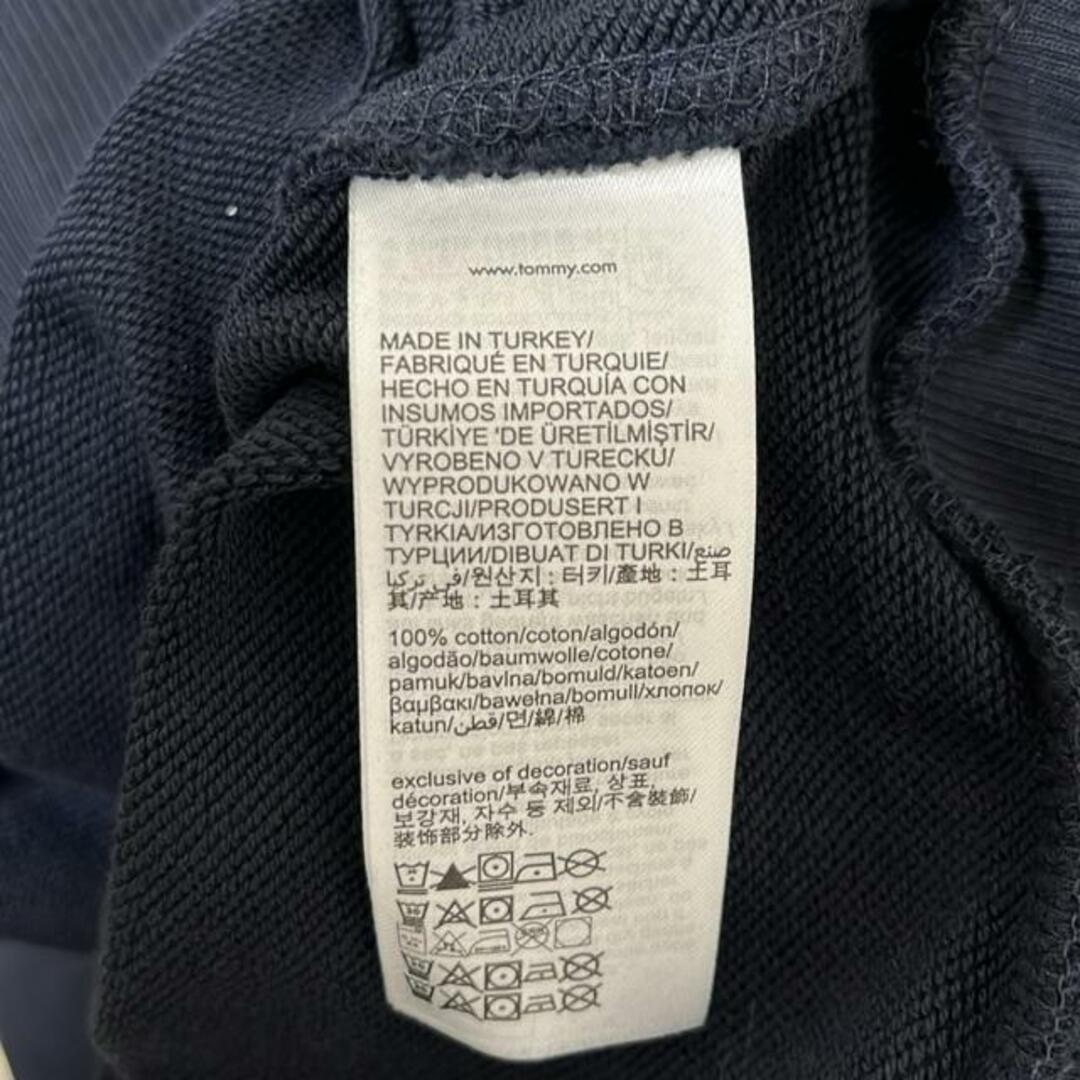 www.tommy.com
MADE IN TURKEY/
FABRIQUÉ EN TURQUIE/
HECHO EN TURQUÍA CON
INSUMOS IMPORTADOS/
TÜRKİYE 'DE ÜRETİLMİŞTİR/
VYROBENO V TURECKU/
WYPRODUKOWANO W
TURCJI/PRODUSERT I
TYRKIA/ИЗГОТОВЛЕНО В
ТУРЦИИ/DIBUAT DI TURKI/صنع
في تركيا/원산지 : 터키/產地 : 土耳
其/产地 : 土耳其
100% cotton/coton/algodón/
algodão/baumwolle/cotone/
pamuk/bavlna/bomuld/katoen/
βαμβακι/bawełna/bomull/хлопок/
katun/قطن/면/綿/棉
exclusive of decoration/sauf
décoration/부속재료, 상표,
보강재, 자수 등 제외/不含裝飾/
装饰部分除外.